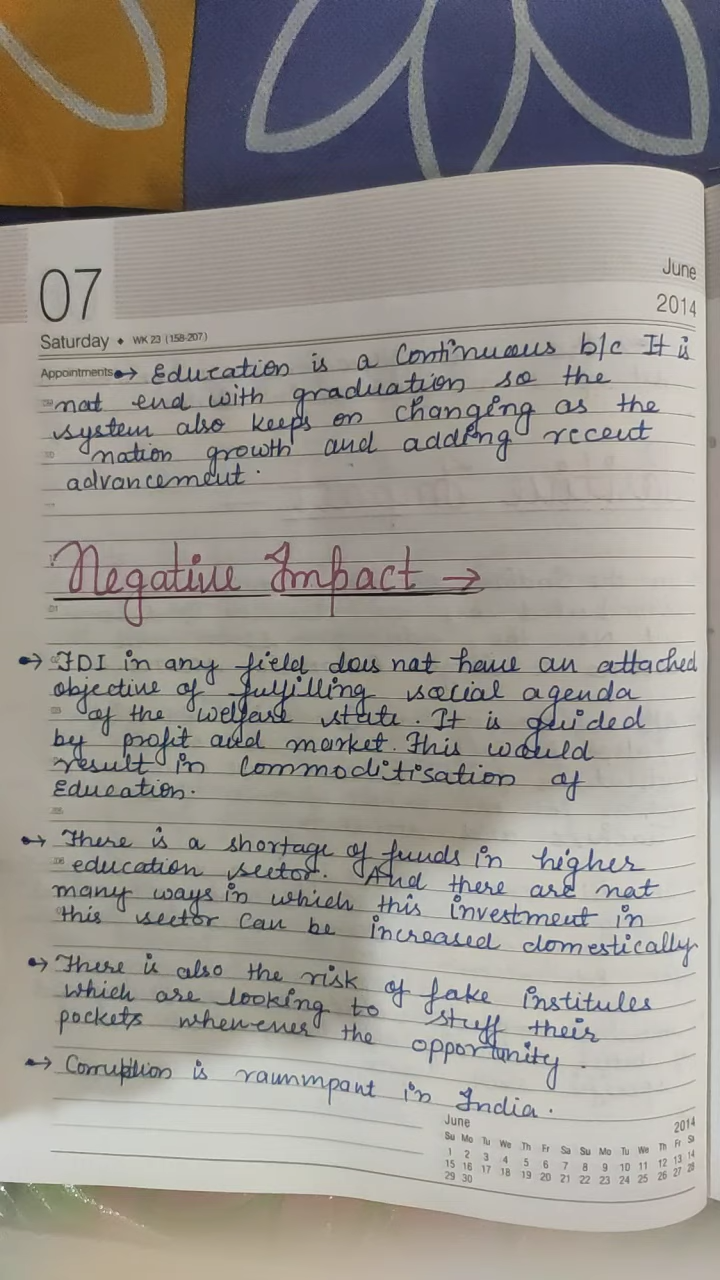 June
07
2014
Saturday ♦ WK 23 (158-207)
Appointments → Education is a continuous b/c It is
not end with graduation so the
system also keeps on changing as the
nation growth and adding recent
advancement.
Negative Impact →
→ FDI in any field does not have an attached
objective of fulfilling social agenda
of the welfare state. It is guided
by profit and market. This would
result in Commoditisation of
Education.
→ There is a shortage of funds in higher
education sector. And there are not
many ways in which this investment in
this sector can be increased domestically
→ There is also the risk of fake institules
which are looking to stuff their
pockets whenever the opportunity.
→ Corruption is raummpant in India.
June 2014
Su Mo Tu We Th Fr Sa Su Mo Tu We Th Fr Sa
1 2 3 4 5 6 7 8 9 10 11 12 13 14
15 16 17 18 19 20 21 22 23 24 25 26 27 28
29 30